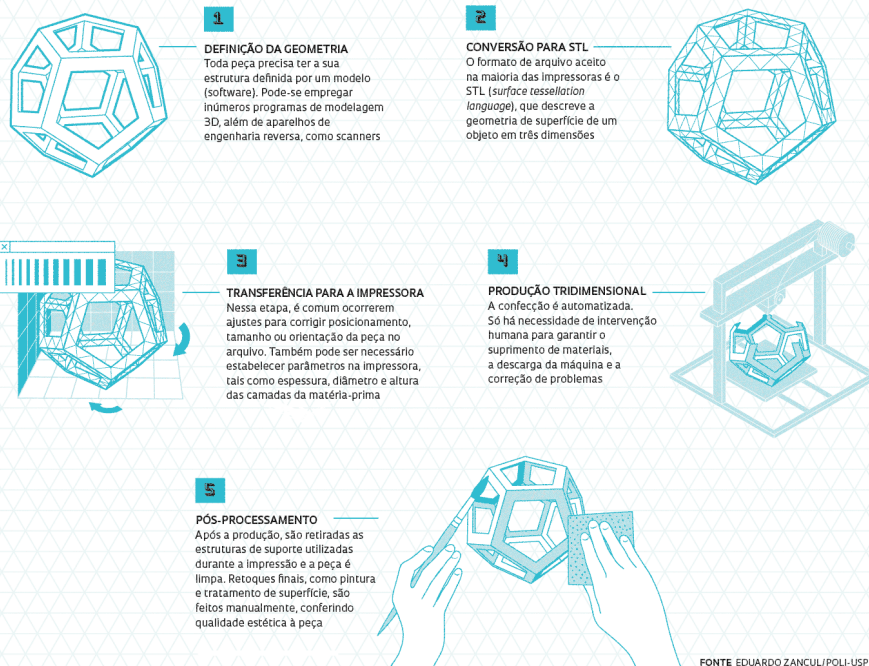 1
DEFINIÇÃO DA GEOMETRIA
Toda peça precisa ter a sua
estrutura definida por um modelo
(software). Pode-se empregar
inúmeros programas de modelagem
3D, além de aparelhos de
engenharia reversa, como scanners
2
CONVERSÃO PARA STL
O formato de arquivo aceito
na maioria das impressoras é o
STL (surface tessellation
language), que descreve a
geometria de superfície de um
objeto em três dimensões
3
TRANSFERÊNCIA PARA A IMPRESSORA
Nessa etapa, é comum ocorrerem
ajustes para corrigir posicionamento,
tamanho ou orientação da peça no
arquivo. Também pode ser necessário
estabelecer parâmetros na impressora,
tais como espessura, diâmetro e altura
das camadas da matéria-prima
4
PRODUÇÃO TRIDIMENSIONAL
A confecção é automatizada.
Só há necessidade de intervenção
humana para garantir o
suprimento de materiais,
a descarga da máquina e a
correção de problemas
5
PÓS-PROCESSAMENTO
Após a produção, são retiradas as
estruturas de suporte utilizadas
durante a impressão e a peça é
limpa. Retoques finais, como pintura
e tratamento de superfície, são
feitos manualmente, conferindo
qualidade estética à peça
FONTE EDUARDO ZANCUL/POLI-USP